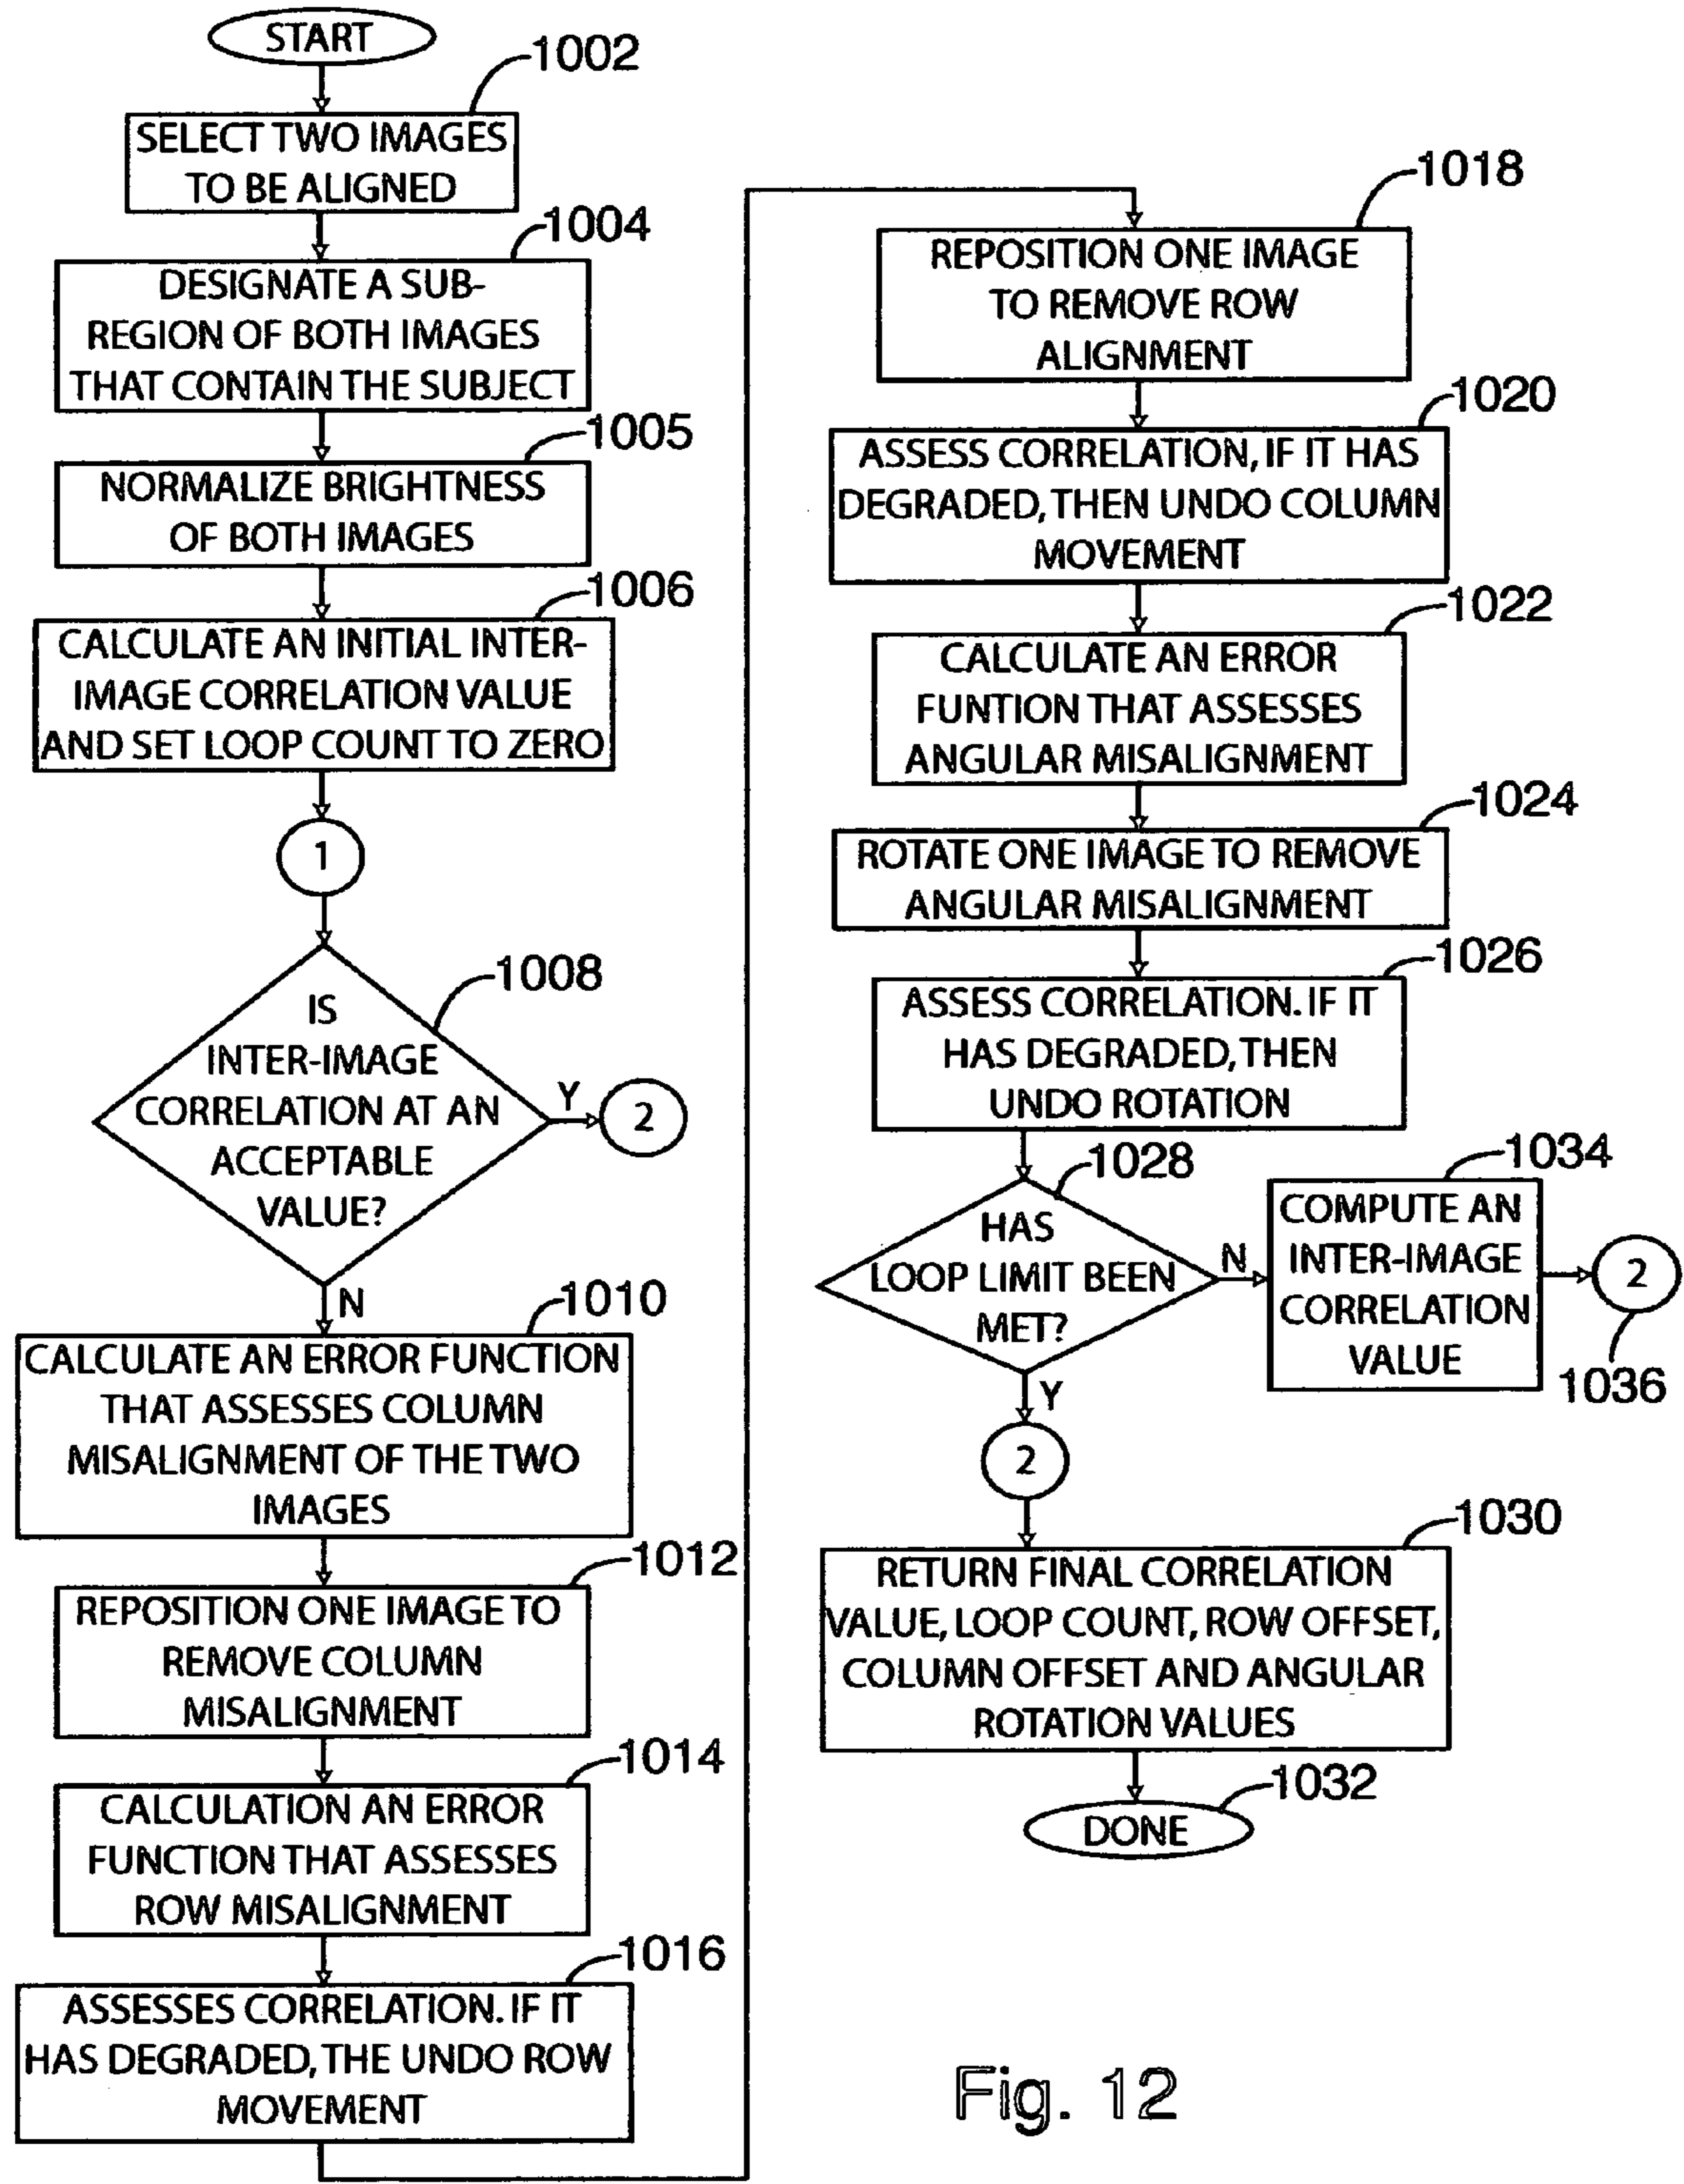 START
1002
SELECT TWO IMAGES
TO BE ALIGNED
1004
DESIGNATE A SUB-
REGION OF BOTH IMAGES
THAT CONTAIN THE SUBJECT
1005
NORMALIZE BRIGHTNESS
OF BOTH IMAGES
1006
CALCULATE AN INITIAL INTER-
IMAGE CORRELATION VALUE
AND SET LOOP COUNT TO ZERO
1
1008
IS
INTER-IMAGE
CORRELATION AT AN
ACCEPTABLE
VALUE?
Y
2
N
1010
CALCULATE AN ERROR FUNCTION
THAT ASSESSES COLUMN
MISALIGNMENT OF THE TWO
IMAGES
1012
REPOSITION ONE IMAGE TO
REMOVE COLUMN
MISALIGNMENT
1014
CALCULATION AN ERROR
FUNCTION THAT ASSESSES
ROW MISALIGNMENT
1016
ASSESSES CORRELATION. IF IT
HAS DEGRADED, THE UNDO ROW
MOVEMENT
1018
REPOSITION ONE IMAGE
TO REMOVE ROW
ALIGNMENT
1020
ASSESS CORRELATION, IF IT HAS
DEGRADED, THEN UNDO COLUMN
MOVEMENT
1022
CALCULATE AN ERROR
FUNTION THAT ASSESSES
ANGULAR MISALIGNMENT
1024
ROTATE ONE IMAGE TO REMOVE
ANGULAR MISALIGNMENT
1026
ASSESS CORRELATION. IF IT
HAS DEGRADED, THEN
UNDO ROTATION
1028
HAS
LOOP LIMIT BEEN
MET?
N
1034
COMPUTE AN
INTER-IMAGE
CORRELATION
VALUE
2
1036
Y
2
1030
RETURN FINAL CORRELATION
VALUE, LOOP COUNT, ROW OFFSET,
COLUMN OFFSET AND ANGULAR
ROTATION VALUES
1032
DONE
Fig. 12